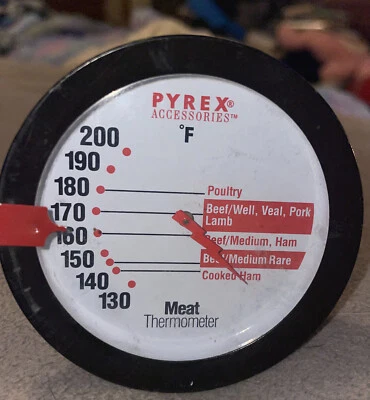 PYREX®
ACCESSORIES™
°F
200
190
180
170
160
150
140
130
Poultry
Beef/Well, Veal, Pork
Lamb
Beef/Medium, Ham
Beef/Medium Rare
Cooked Ham
Meat
Thermometer